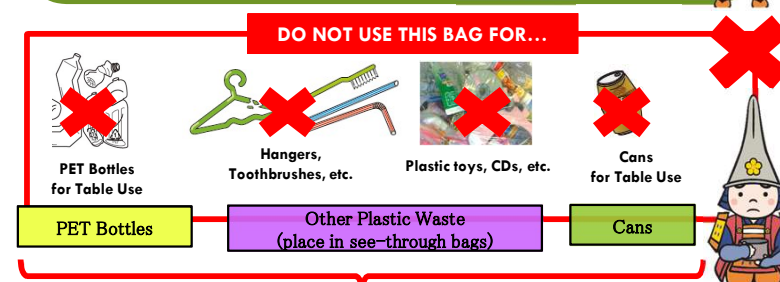 DO NOT USE THIS BAG FOR...
PET Bottles
for Table Use
Hangers,
Toothbrushes, etc.
Plastic toys, CDs, etc.
Cans
for Table Use
PET Bottles
Other Plastic Waste
(place in see-through bags)
Cans